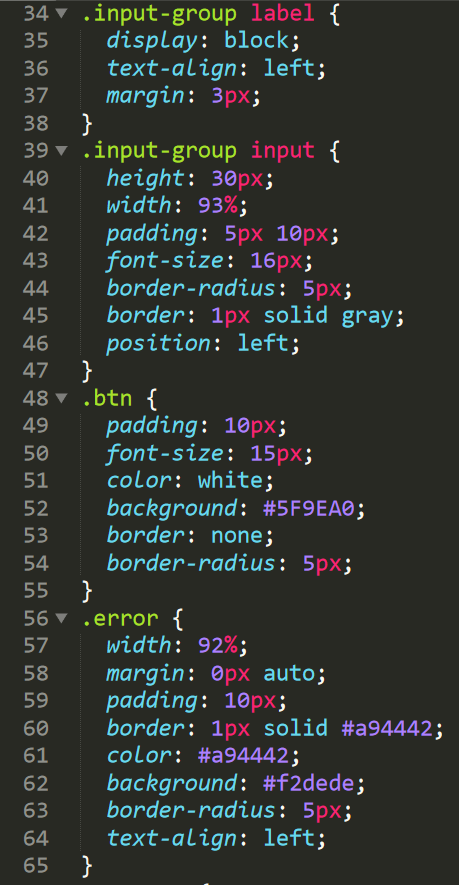 34 .input-group label {
35 display: block;
36 text-align: left;
37 margin: 3px;
38 }
39 .input-group input {
40 height: 30px;
41 width: 93%;
42 padding: 5px 10px;
43 font-size: 16px;
44 border-radius: 5px;
45 border: 1px solid gray;
46 position: left;
47 }
48 .btn {
49 padding: 10px;
50 font-size: 15px;
51 color: white;
52 background: #5F9EA0;
53 border: none;
54 border-radius: 5px;
55 }
56 .error {
57 width: 92%;
58 margin: 0px auto;
59 padding: 10px;
60 border: 1px solid #a94442;
61 color: #a94442;
62 background: #f2dede;
63 border-radius: 5px;
64 text-align: left;
65 }